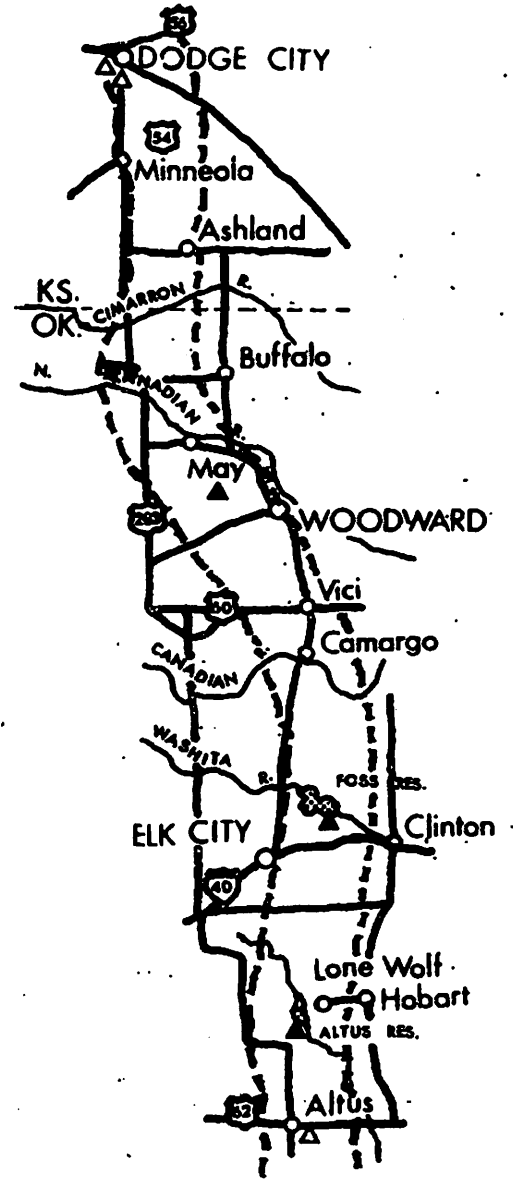 56
DODGE CITY
54
Minneola
Ashland
KS.
CIMARRON R.
OK.
Buffalo
N. CANADIAN R.
May
283
WOODWARD
Vici
60
Camargo
CANADIAN
WASHITA R.
FOSS RES.
ELK CITY
Clinton
40
Lone Wolf
Hobart
ALTUS RES.
62
Altus